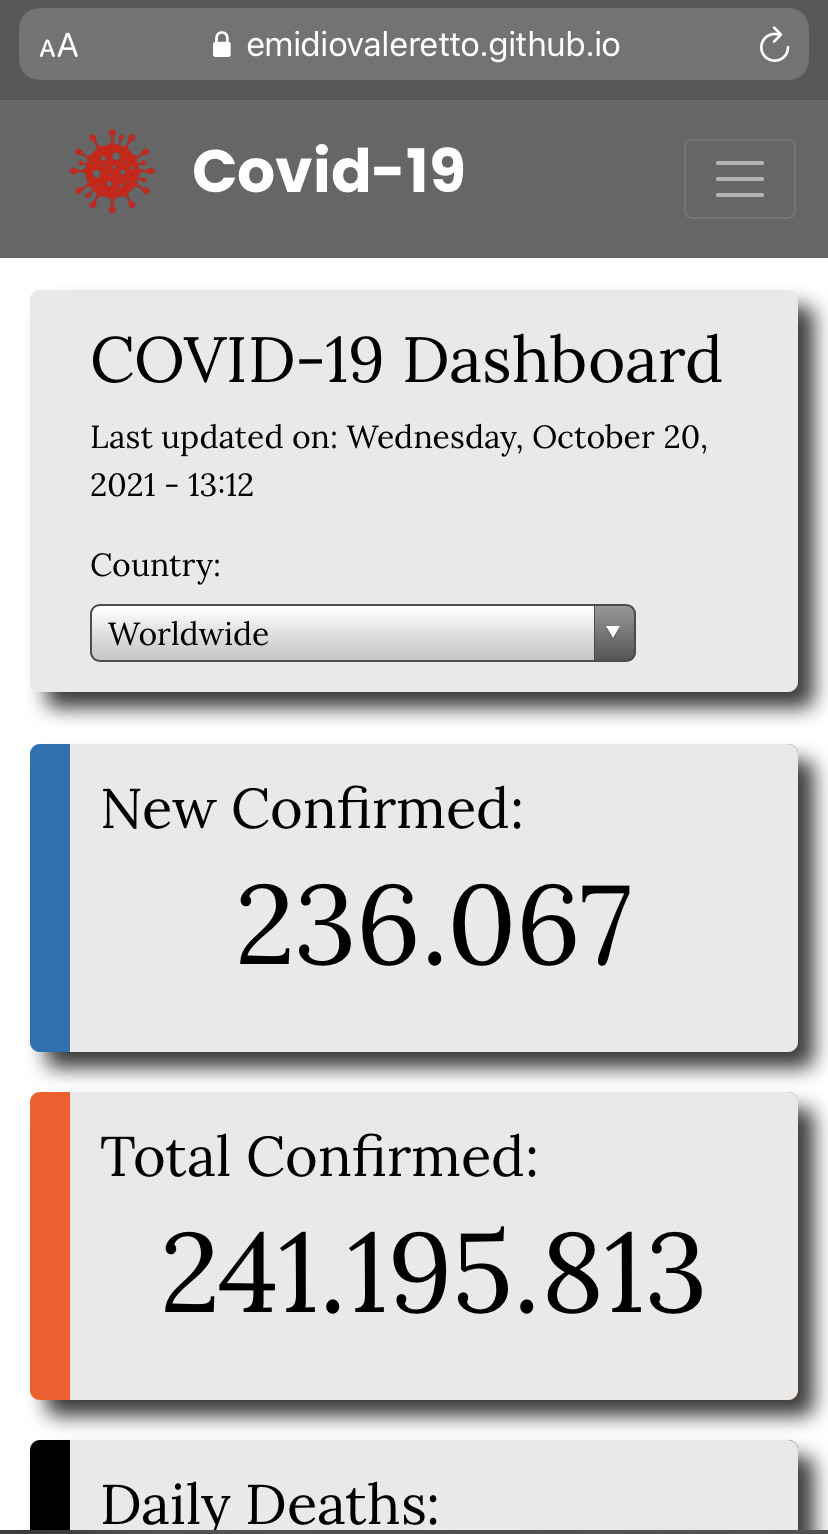 AA emidiovaleretto.github.io
Covid-19
COVID-19 Dashboard
Last updated on: Wednesday, October 20,
2021 - 13:12
Country:
Worldwide
New Confirmed:
236.067
Total Confirmed:
241.195.813
Daily Deaths: